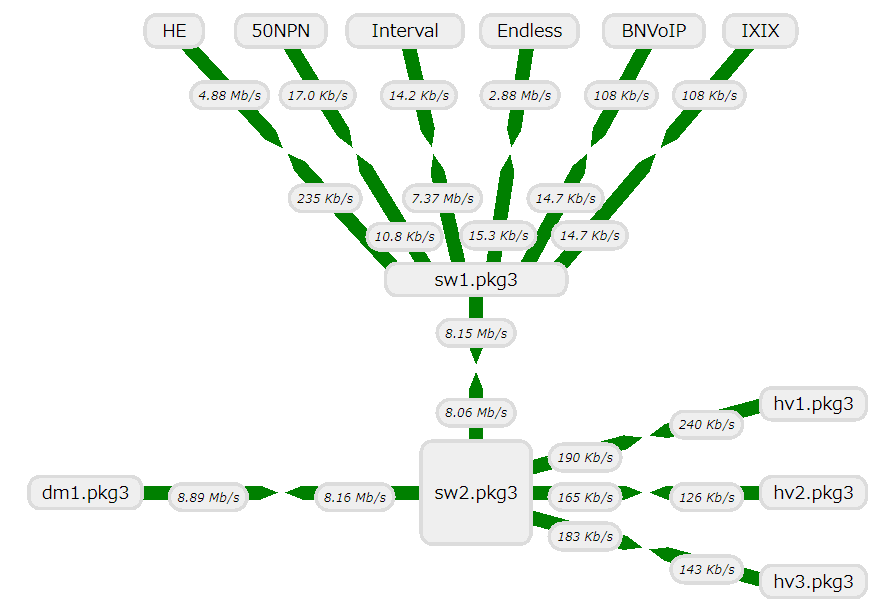 HE
50NPN
Interval
Endless
BNVoIP
IXIX
4.88 Mb/s
17.0 Kb/s
14.2 Kb/s
2.88 Mb/s
108 Kb/s
108 Kb/s
235 Kb/s
7.37 Mb/s
14.7 Kb/s
10.8 Kb/s
15.3 Kb/s
14.7 Kb/s
sw1.pkg3
8.15 Mb/s
8.06 Mb/s
hv1.pkg3
240 Kb/s
190 Kb/s
dm1.pkg3
8.89 Mb/s
8.16 Mb/s
sw2.pkg3
165 Kb/s
126 Kb/s
hv2.pkg3
183 Kb/s
143 Kb/s
hv3.pkg3